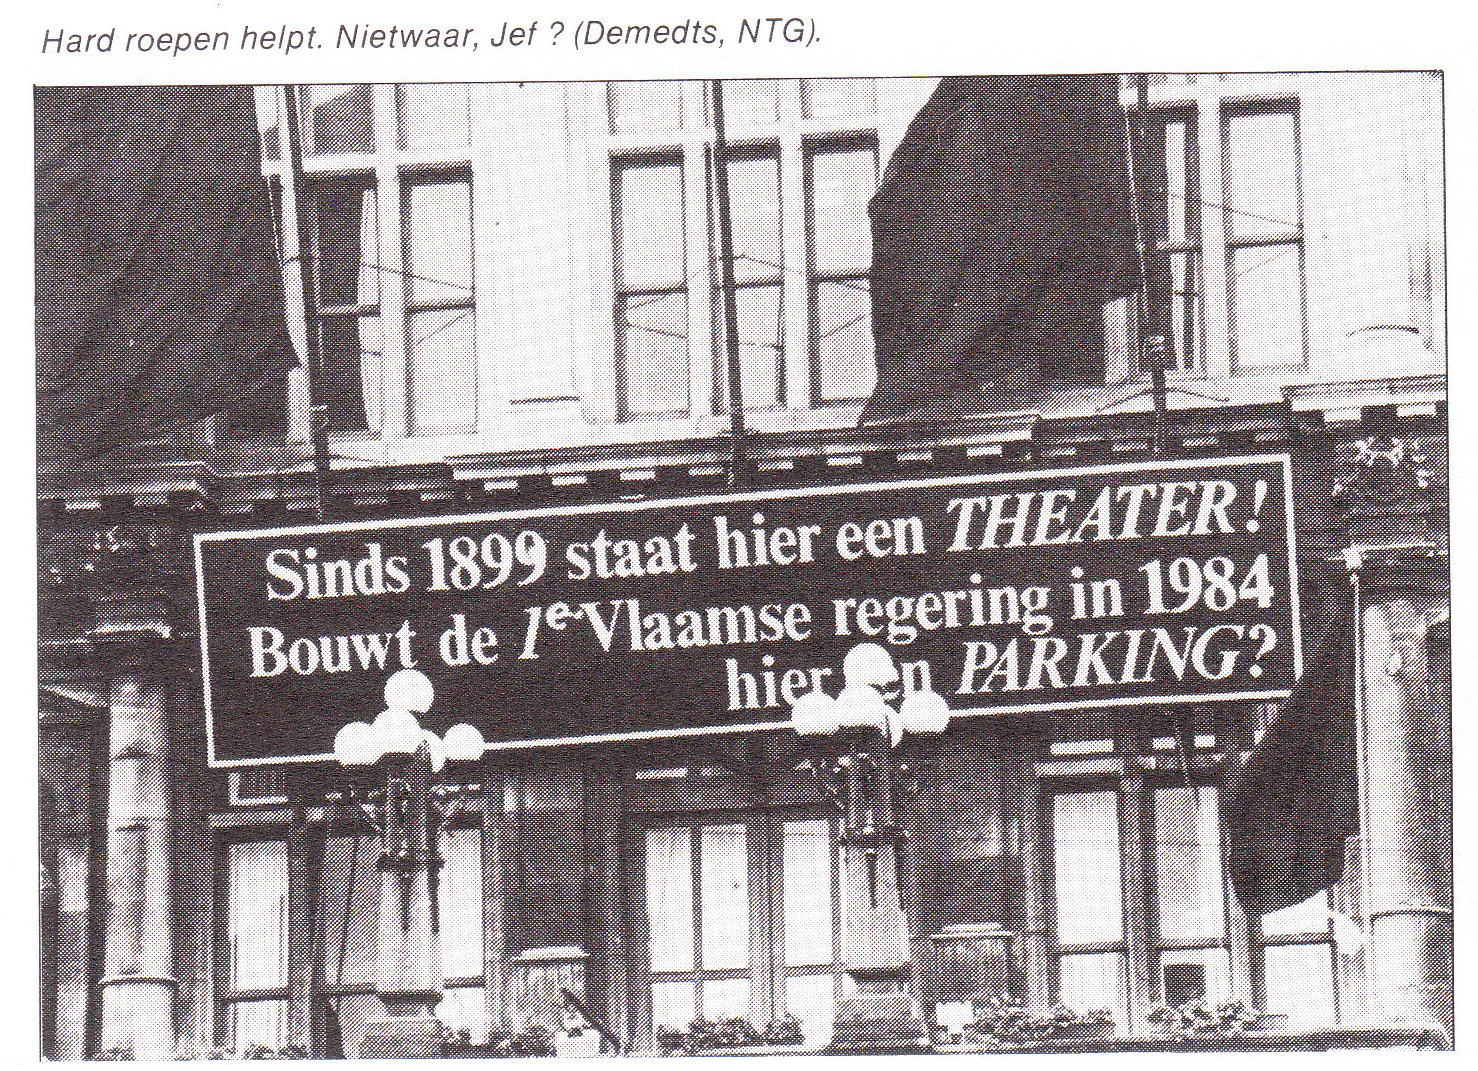 Hard roepen helpt. Nietwaar, Jef ? (Demedts, NTG).
Sinds 1899 staat hier een THEATER!
Bouwt de 1e Vlaamse regering in 1984
hier PARKING?